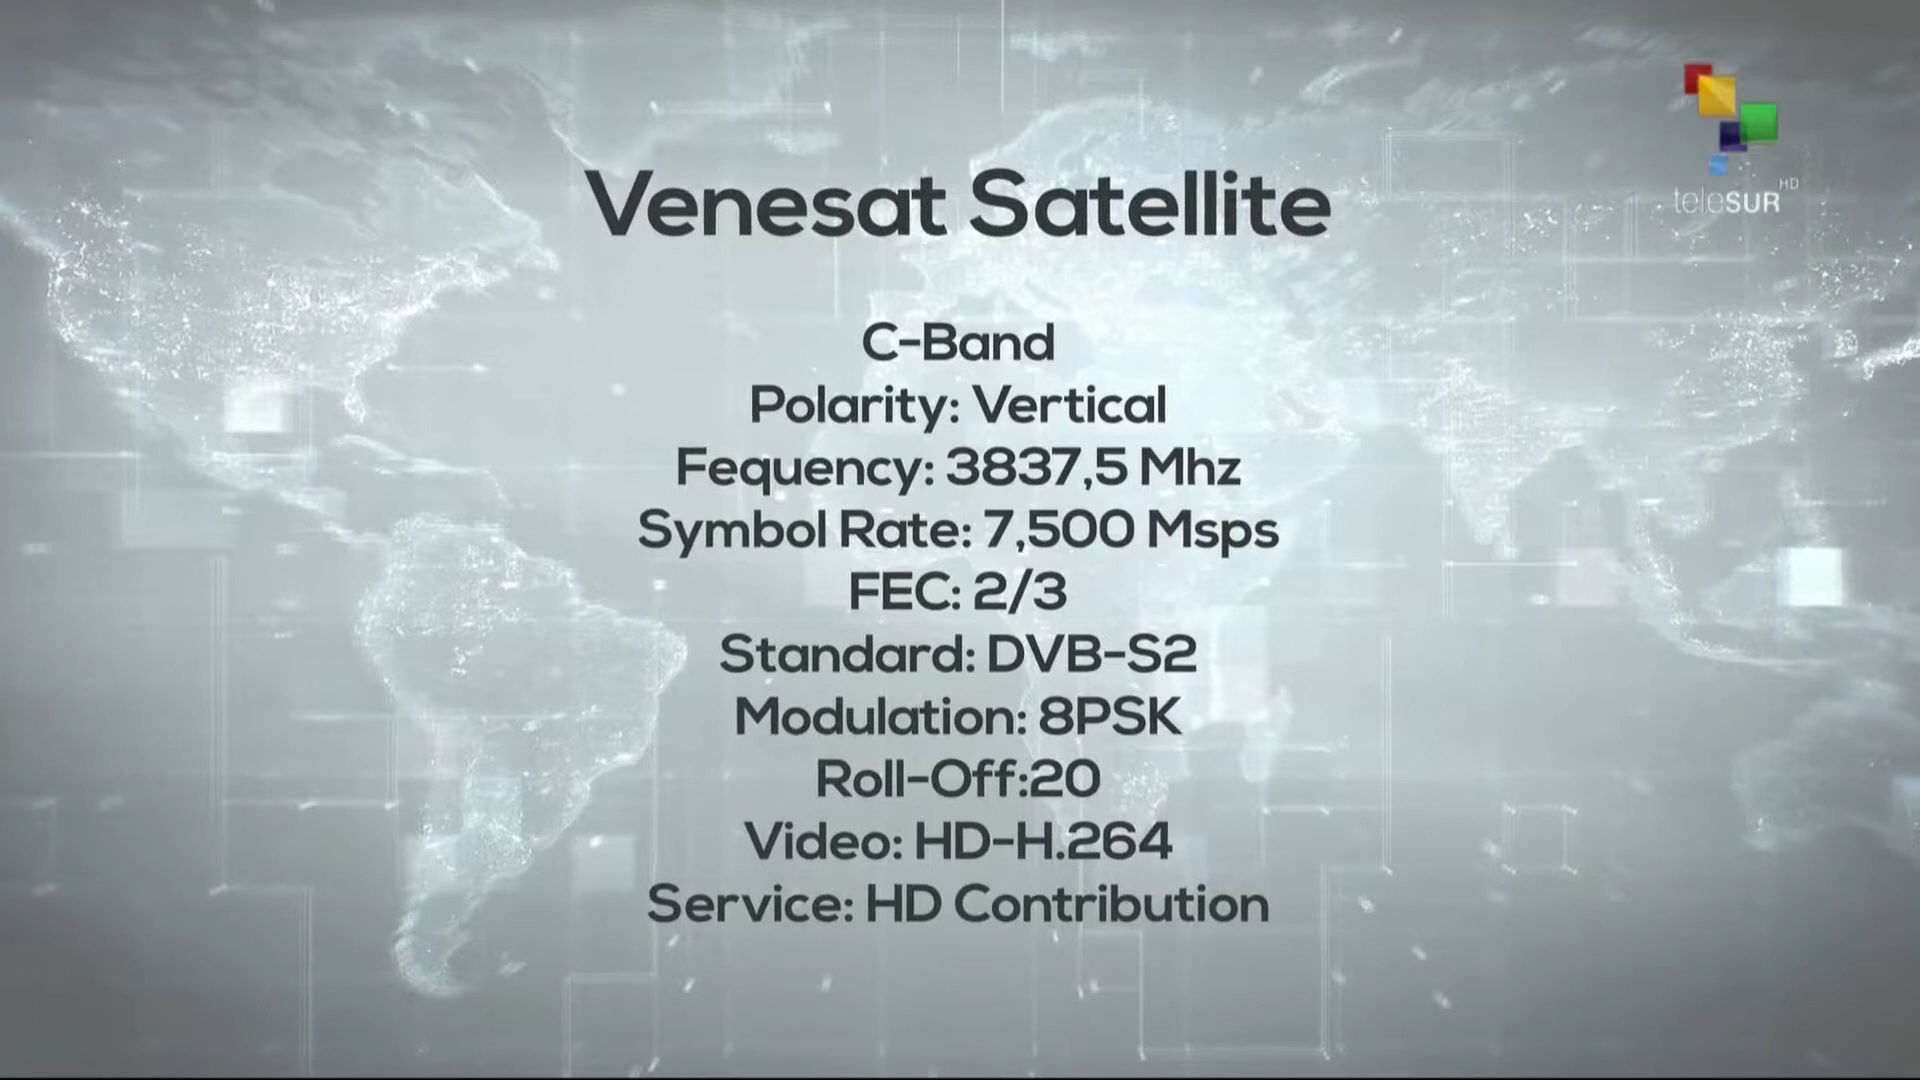 Venesat Satellite
teleSUR HD
C-Band
Polarity: Vertical
Fequency: 3837,5 Mhz
Symbol Rate: 7,500 Msps
FEC: 2/3
Standard: DVB-S2
Modulation: 8PSK
Roll-Off:20
Video: HD-H.264
Service: HD Contribution